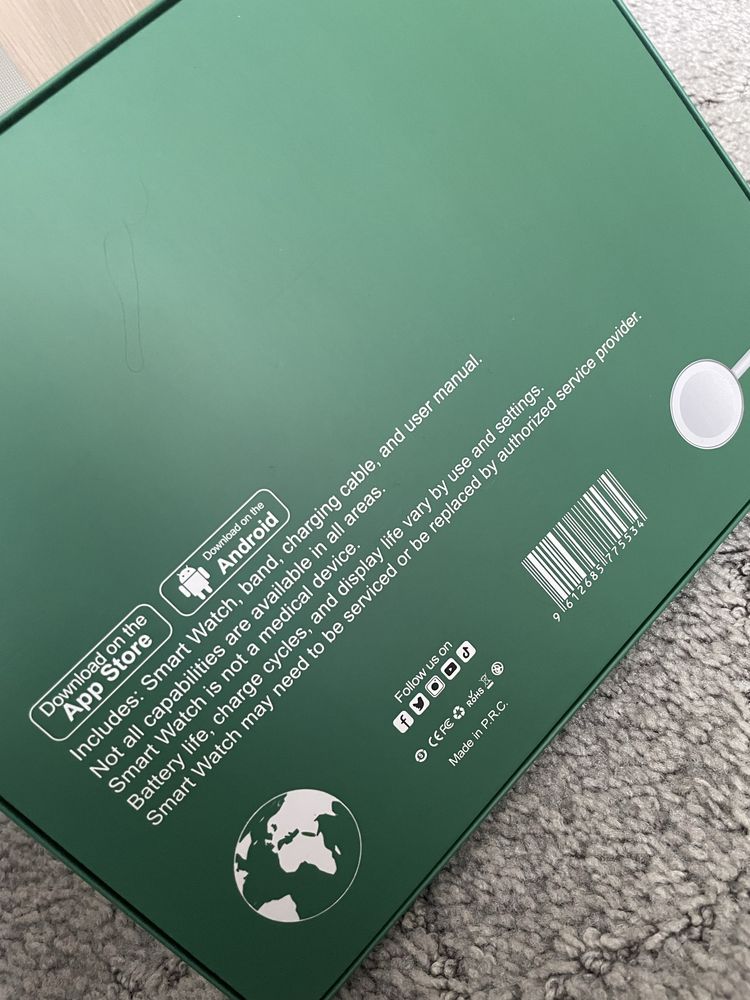 Download on the
App Store
Download on the
Android
Includes: Smart Watch, band, charging cable, and user manual.
Not all capabilities are available in all areas.
Smart Watch is not a medical device.
Battery life, charge cycles, and display life vary by use and settings.
Smart Watch may need to be serviced or be replaced by authorized service provider.
Follow us on
CE FC RoHS
Made in P.R.C.
9 612685 775534